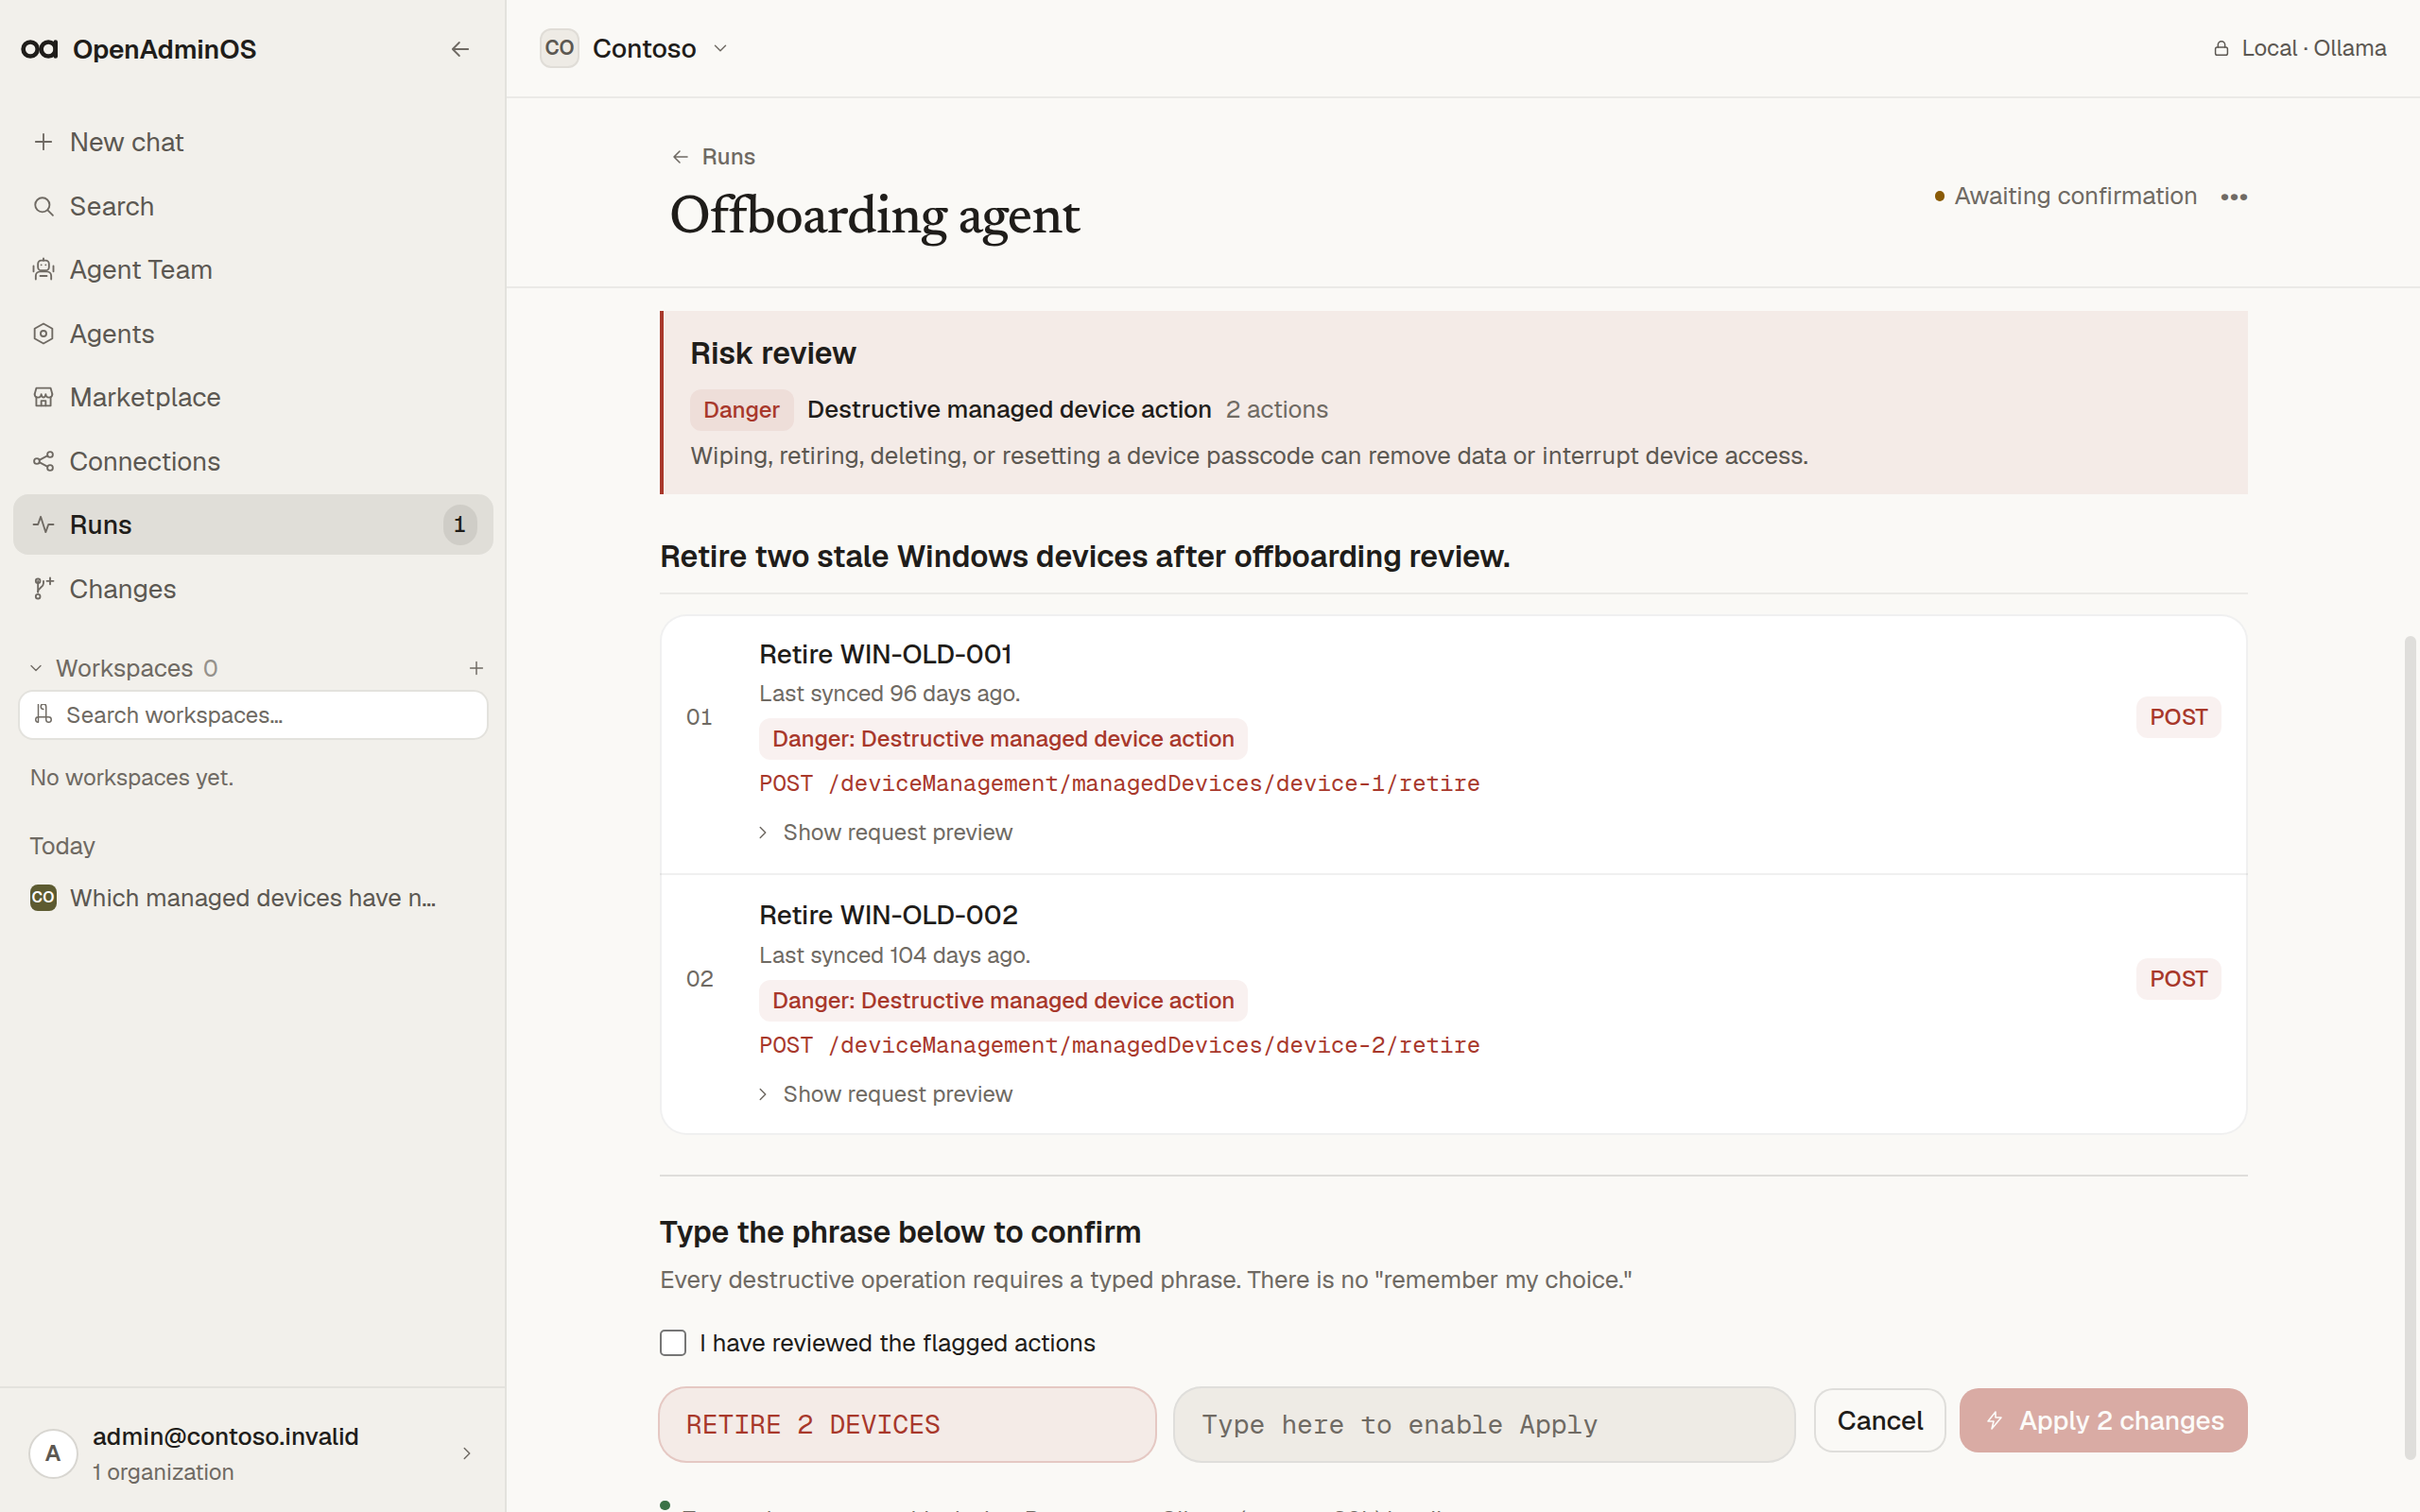 OpenAdminOS
New chat
Search
Agent Team
Agents
Marketplace
Connections
Runs 1
Changes
Workspaces 0
Search workspaces...
No workspaces yet.
Today
CO Which managed devices have n...
A admin@contoso.invalid
1 organization
CO Contoso
Local · Ollama
Runs
Offboarding agent
Awaiting confirmation
Risk review
Danger Destructive managed device action 2 actions
Wiping, retiring, deleting, or resetting a device passcode can remove data or interrupt device access.
Retire two stale Windows devices after offboarding review.
01
Retire WIN-OLD-001
Last synced 96 days ago.
Danger: Destructive managed device action
POST /deviceManagement/managedDevices/device-1/retire
Show request preview
POST
02
Retire WIN-OLD-002
Last synced 104 days ago.
Danger: Destructive managed device action
POST /deviceManagement/managedDevices/device-2/retire
Show request preview
POST
Type the phrase below to confirm
Every destructive operation requires a typed phrase. There is no "remember my choice."
I have reviewed the flagged actions
RETIRE 2 DEVICES
Type here to enable Apply
Cancel
Apply 2 changes